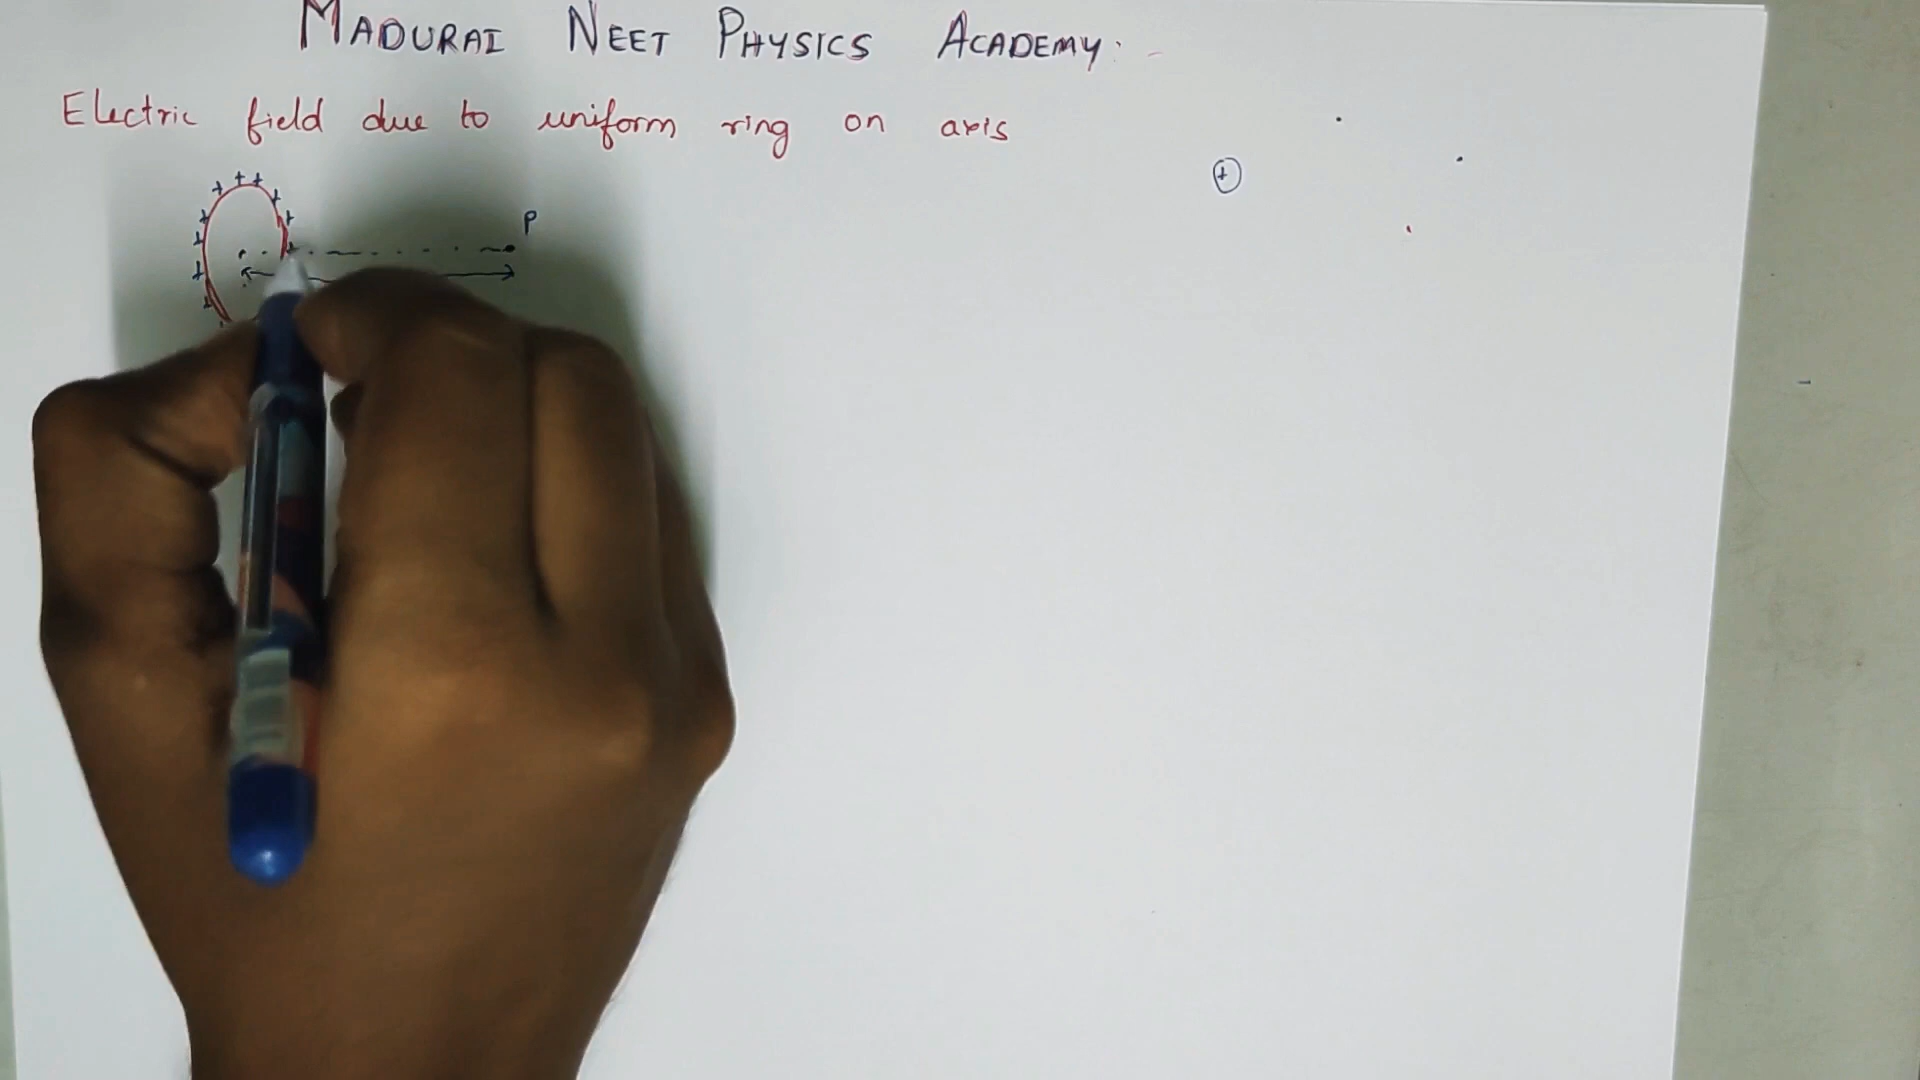 MADURAI NEET PHYSICS ACADEMY:
Electric field due to uniform ring on axis
P